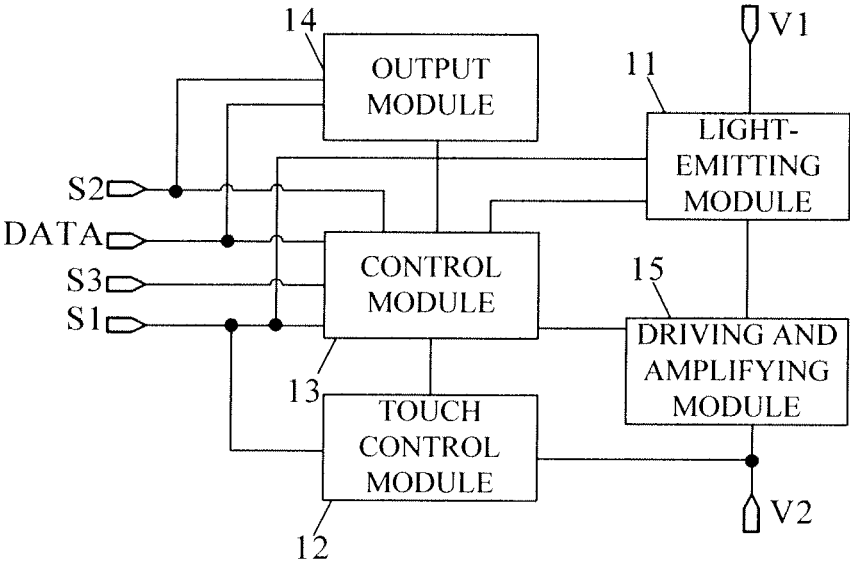 14
V1
OUTPUT
MODULE
11
LIGHT-
EMITTING
MODULE
S2
DATA
S3
S1
CONTROL
MODULE
15
DRIVING AND
AMPLIFYING
MODULE
13
TOUCH
CONTROL
MODULE
V2
12